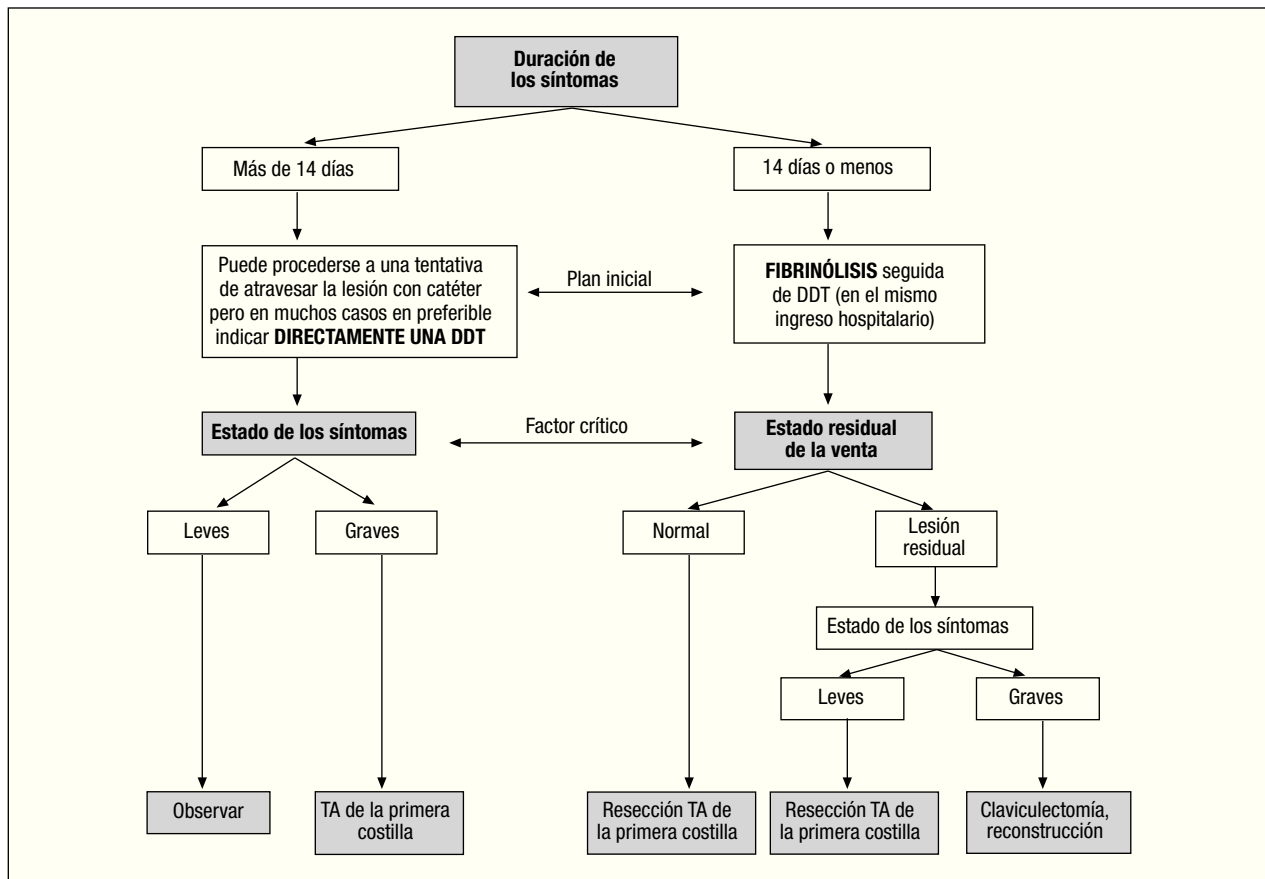 Duración de
los síntomas
Más de 14 días
14 días o menos
Puede procederse a una tentativa
de atravesar la lesión con catéter
pero en muchos casos en preferible
indicar DIRECTAMENTE UNA DDT
Plan inicial
FIBRINÓLISIS seguida
de DDT (en el mismo
ingreso hospitalario)
Estado de los síntomas
Factor crítico
Estado residual
de la venta
Leves
Graves
Normal
Lesión
residual
Estado de los síntomas
Leves
Graves
Observar
TA de la primera
costilla
Resección TA de
la primera costilla
Resección TA de
la primera costilla
Claviculectomía,
reconstrucción